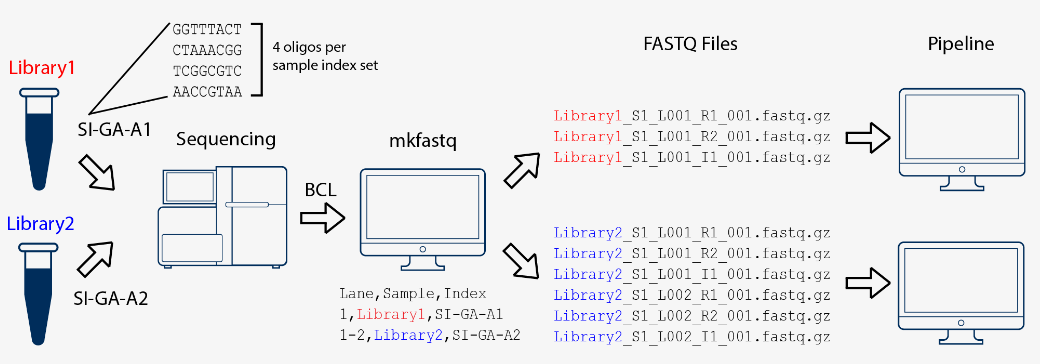 GGTTTACT
CTAAACGG
TCGGCGTC
AACCGTAA
4 oligos per
sample index set
Library1
SI-GA-A1
Library2
SI-GA-A2
Sequencing
BCL
mkfastq
Lane,Sample,Index
1,Library1,SI-GA-A1
1-2,Library2,SI-GA-A2
FASTQ Files
Library1_S1_L001_R1_001.fastq.gz
Library1_S1_L001_R2_001.fastq.gz
Library1_S1_L001_I1_001.fastq.gz
Library2_S1_L001_R1_001.fastq.gz
Library2_S1_L001_R2_001.fastq.gz
Library2_S1_L001_I1_001.fastq.gz
Library2_S1_L002_R1_001.fastq.gz
Library2_S1_L002_R2_001.fastq.gz
Library2_S1_L002_I1_001.fastq.gz
Pipeline